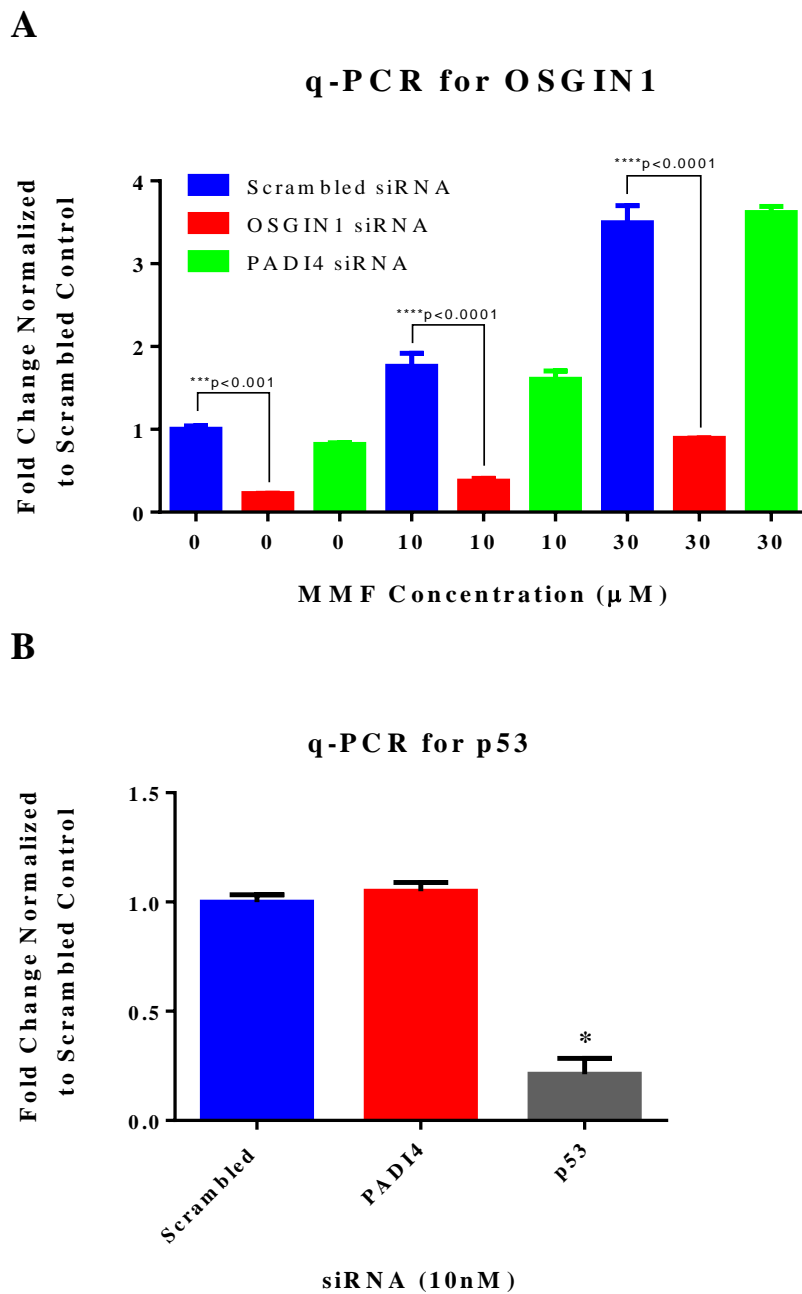 A
q-PCR for OSGIN1
Fold Change Normalized
to Scrambled Control
4
3
2
1
0
Scrambled siRNA
OSGIN1 siRNA
PADI4 siRNA
***p<0.001
****p<0.0001
****p<0.0001
0 0 0 10 10 10 30 30 30
MMF Concentration (μM)
B
q-PCR for p53
Fold Change Normalized
to Scrambled Control
1.5
1.0
0.5
0.0
*
Scrambled PADI4 p53
siRNA (10nM)